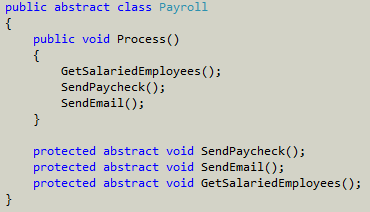 public abstract class Payroll
{
    public void Process()
    {
        GetSalariedEmployees();
        SendPaycheck();
        SendEmail();
    }

    protected abstract void SendPaycheck();
    protected abstract void SendEmail();
    protected abstract void GetSalariedEmployees();
}